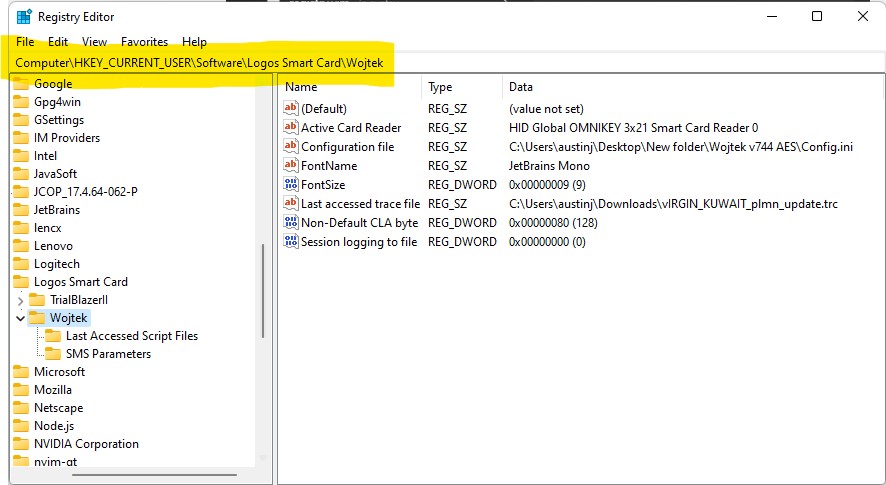 Registry Editor
File Edit View Favorites Help
Computer\HKEY_CURRENT_USER\Software\Logos Smart Card\Wojtek
Google
Gpg4win
GSettings
IM Providers
Intel
JavaSoft
JCOP_17.4.64-062-P
JetBrains
lencx
Lenovo
Logitech
Logos Smart Card
TrialBlazerII
Wojtek
Last Accessed Script Files
SMS Parameters
Microsoft
Mozilla
Netscape
Node.js
NVIDIA Corporation
nvim-qt
Name Type Data
(Default) REG_SZ (value not set)
Active Card Reader REG_SZ HID Global OMNIKEY 3x21 Smart Card Reader 0
Configuration file REG_SZ C:\Users\austinj\Desktop\New folder\Wojtek v744 AES\Config.ini
FontName REG_SZ JetBrains Mono
FontSize REG_DWORD 0x00000009 (9)
Last accessed trace file REG_SZ C:\Users\austinj\Downloads\vIRGIN_KUWAIT_plmn_update.trc
Non-Default CLA byte REG_DWORD 0x00000080 (128)
Session logging to file REG_DWORD 0x00000000 (0)